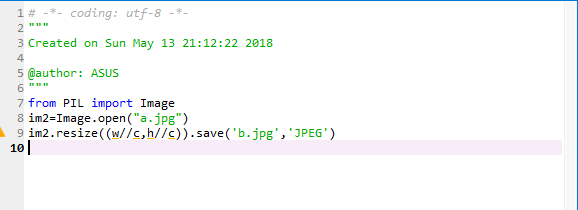 1 # -*- coding: utf-8 -*-
2 """
3 Created on Sun May 13 21:12:22 2018
4
5 @author: ASUS
6 """
7 from PIL import Image
8 im2=Image.open("a.jpg")
9 im2.resize((w//c,h//c)).save('b.jpg','JPEG')
10